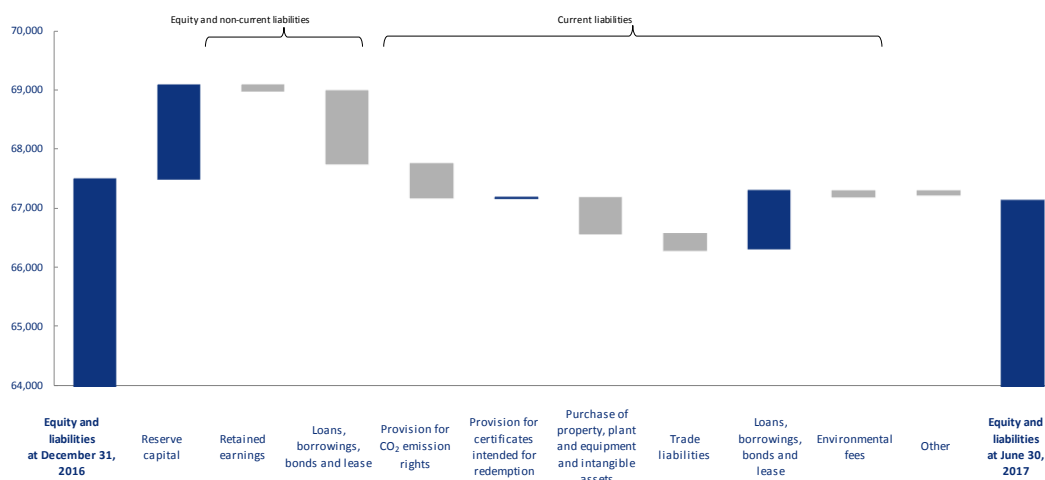 Equity and non-current liabilities
Current liabilities
70,000
69,000
68,000
67,000
66,000
65,000
64,000
Equity and
liabilities
at December 31,
2016
Reserve
capital
Retained
earnings
Loans,
borrowings,
bonds and lease
Provision for
CO₂ emission
rights
Provision for
certificates
intended for
redemption
Purchase of
property, plant
and equipment
and intangible
assets
Trade
liabilities
Loans,
borrowings,
bonds and
lease
Environmental
fees
Other
Equity and
liabilities
at June 30,
2017